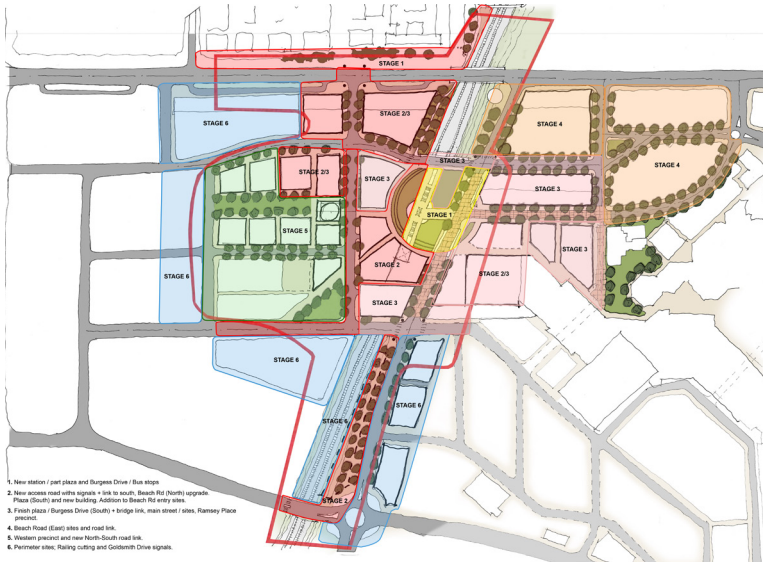 STAGE 1
STAGE 6
STAGE 2/3
STAGE 4
STAGE 3
STAGE 4
STAGE 2/3
STAGE 3
STAGE 3
STAGE 1
STAGE 5
STAGE 3
STAGE 2
STAGE 2/3
STAGE 6
STAGE 3
STAGE 6
STAGE 6
STAGE 6
STAGE 2
1. New station / part plaza and Burgess Drive / Bus stops
2. New access road withs signals + link to south, Beach Rd (North) upgrade.
Plaza (South) and new building. Addition to Beach Rd entry sites.
3. Finish plaza / Burgess Drive (South) + bridge link, main street / sites, Ramsey Place
precinct.
4. Beach Road (East) sites and road link.
5. Western precinct and new North-South road link.
6. Perimeter sites; Railing cutting and Goldsmith Drive signals.